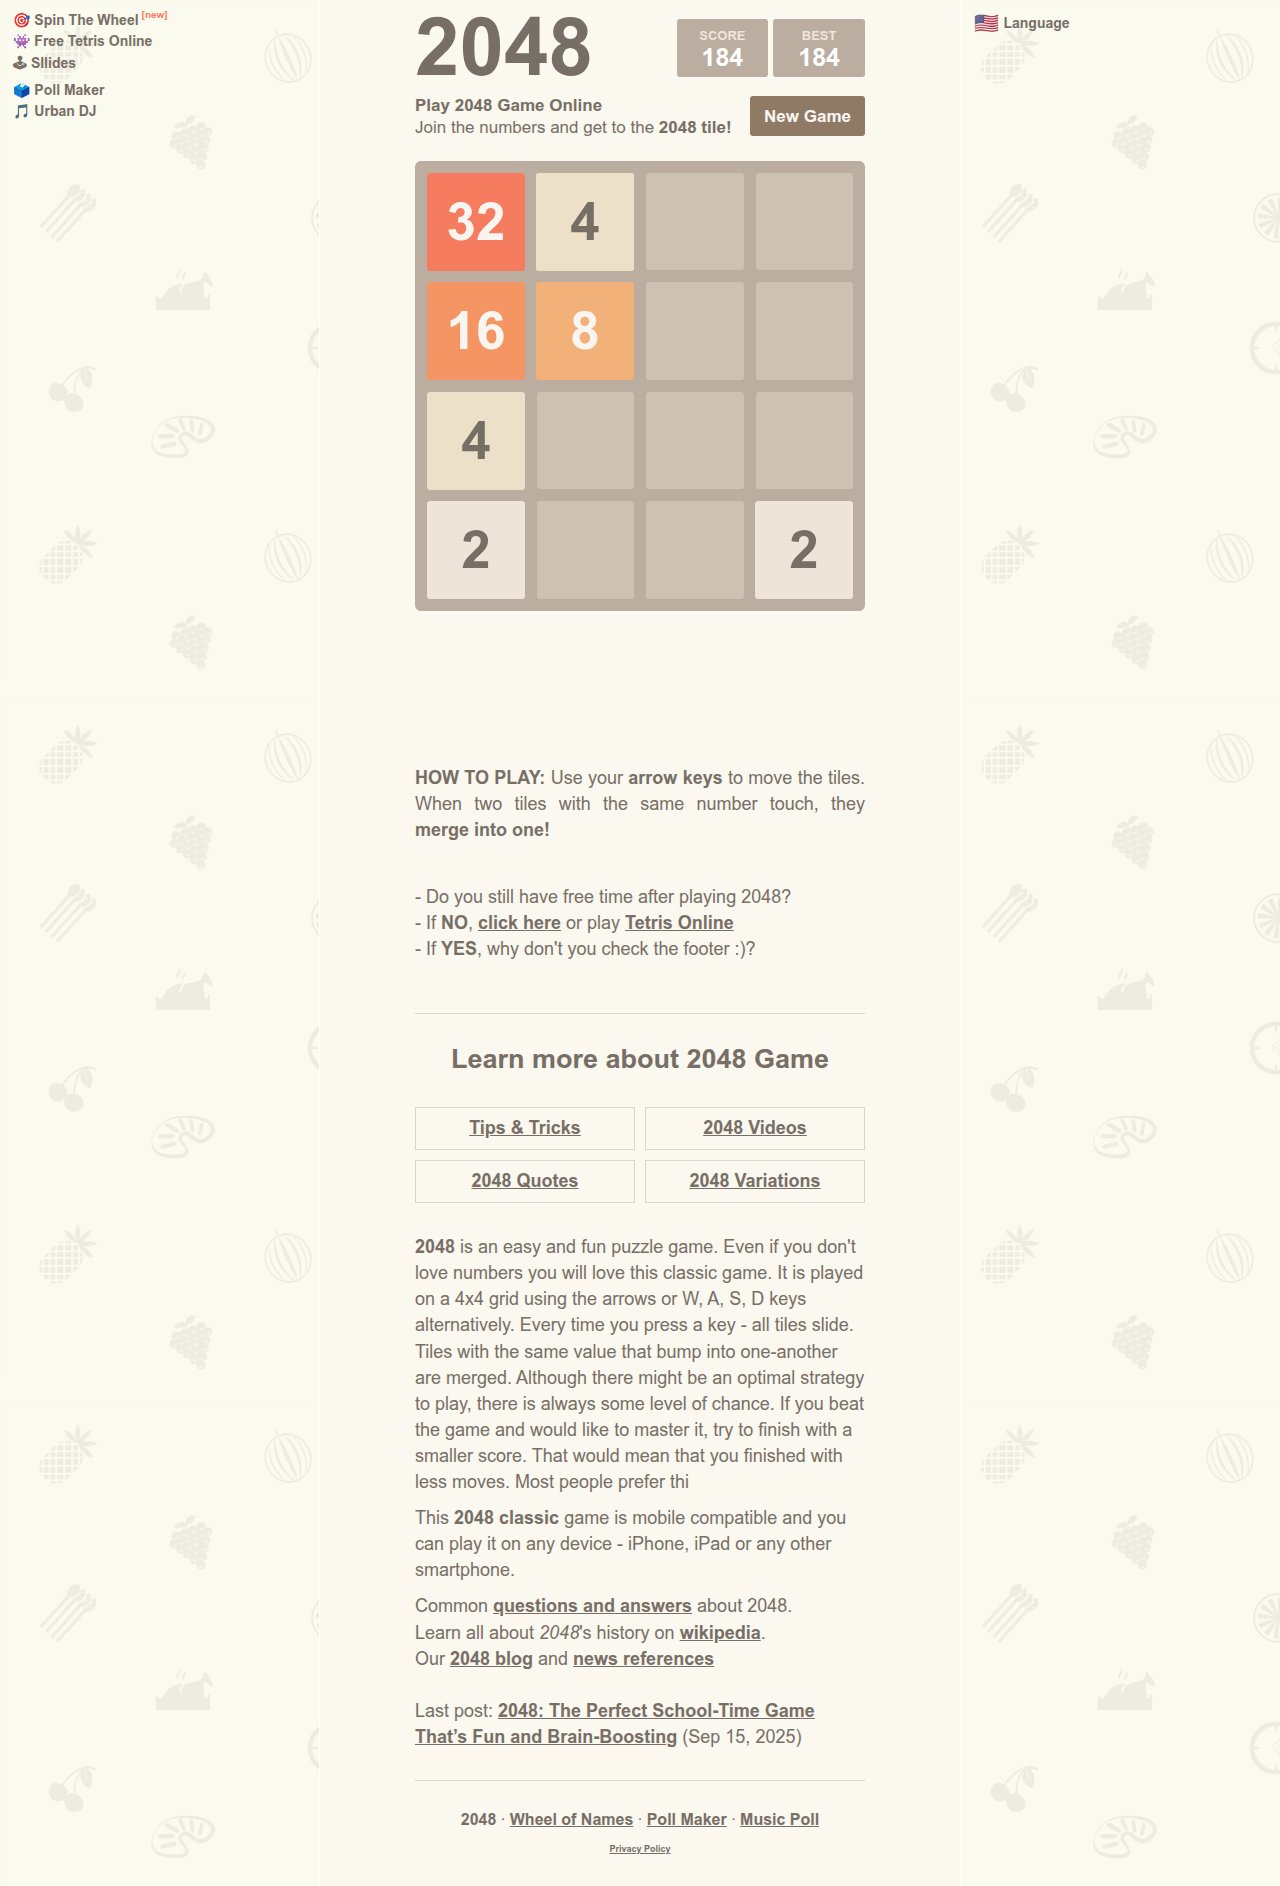 🎯 Spin The Wheel [new]
👾 Free Tetris Online
🕹 Sllides
🗳 Poll Maker
🎵 Urban DJ
🇺🇸 Language
2048
SCORE
184
BEST
184
Play 2048 Game Online
Join the numbers and get to the 2048 tile!
New Game
32 4
16 8
4
2 2
HOW TO PLAY: Use your arrow keys to move the tiles.
When two tiles with the same number touch, they
merge into one!
- Do you still have free time after playing 2048?
- If NO, click here or play Tetris Online
- If YES, why don't you check the footer :)?
Learn more about 2048 Game
Tips & Tricks
2048 Videos
2048 Quotes
2048 Variations
2048 is an easy and fun puzzle game. Even if you don't
love numbers you will love this classic game. It is played
on a 4x4 grid using the arrows or W, A, S, D keys
alternatively. Every time you press a key - all tiles slide.
Tiles with the same value that bump into one-another
are merged. Although there might be an optimal strategy
to play, there is always some level of chance. If you beat
the game and would like to master it, try to finish with a
smaller score. That would mean that you finished with
less moves. Most people prefer thi
This 2048 classic game is mobile compatible and you
can play it on any device - iPhone, iPad or any other
smartphone.
Common questions and answers about 2048.
Learn all about 2048's history on wikipedia.
Our 2048 blog and news references
Last post: 2048: The Perfect School-Time Game
That’s Fun and Brain-Boosting (Sep 15, 2025)
2048 · Wheel of Names · Poll Maker · Music Poll
Privacy Policy